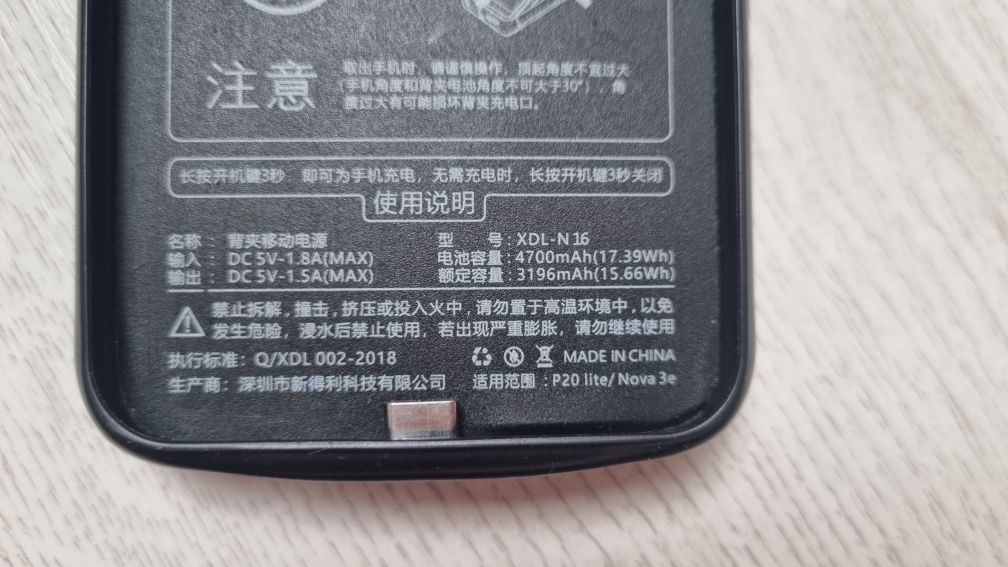 注意
取出手机时，请谨慎操作，顶起角度不宜过大
（手机角度和背夹电池角度不可大于30°），角
度过大有可能损坏背夹充电口。
长按开机键3秒 即可为手机充电，无需充电时，长按开机键3秒关闭
使用说明
名称： 背夹移动电源
型 号：XDL-N16
输入： DC 5V-1.8A(MAX)
电池容量：4700mAh(17.39Wh)
输出： DC 5V-1.5A(MAX)
额定容量：3196mAh(15.66Wh)
禁止拆解，撞击，挤压或投入火中，请勿置于高温环境中，以免
发生危险，浸水后禁止使用，若出现严重膨胀，请勿继续使用
执行标准：Q/XDL 002-2018
MADE IN CHINA
生产商：深圳市新得利科技有限公司
适用范围：P20 lite/Nova 3e